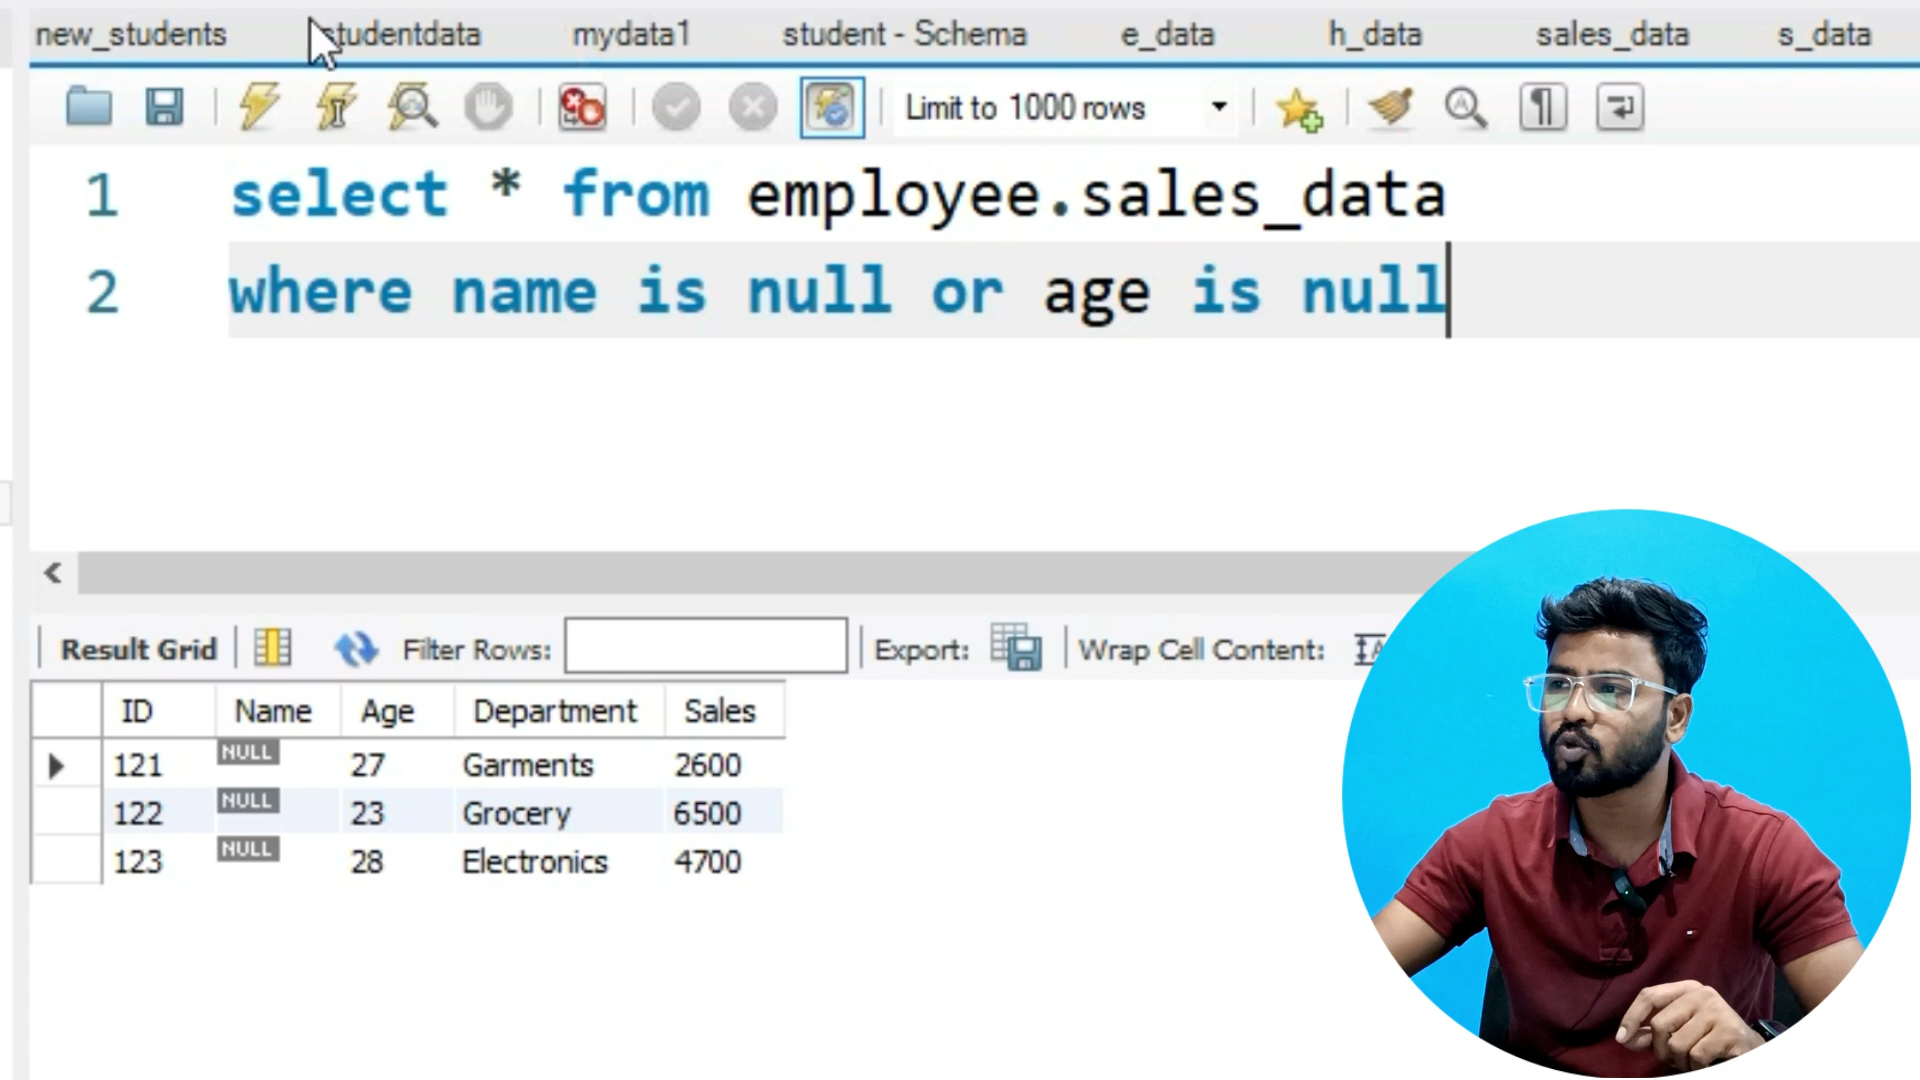 new_students studentdata mydata1 student - Schema e_data h_data sales_data s_data
Limit to 1000 rows
1 select * from employee.sales_data
2 where name is null or age is null
Result Grid Filter Rows: Export: Wrap Cell Content:
ID Name Age Department Sales
121 NULL 27 Garments 2600
122 NULL 23 Grocery 6500
123 NULL 28 Electronics 4700